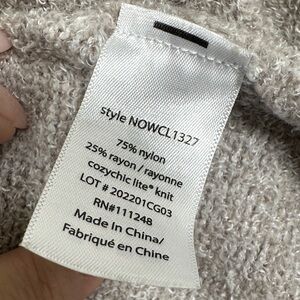 style NOWCL1327
75% nylon
25% rayon / rayonne
cozychic lite® knit
LOT # 202201CG03
RN#111248
Made In China/
Fabriqué en Chine